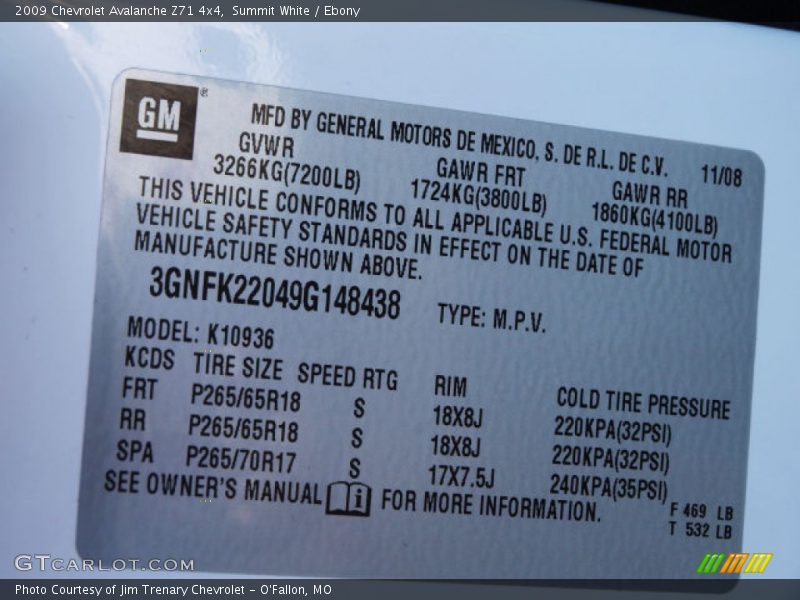 2009 Chevrolet Avalanche Z71 4x4, Summit White / Ebony
GM ®
MFD BY GENERAL MOTORS DE MEXICO, S. DE R.L. DE C.V. 11/08
GVWR GAWR FRT GAWR RR
3266KG(7200LB) 1724KG(3800LB) 1860KG(4100LB)
THIS VEHICLE CONFORMS TO ALL APPLICABLE U.S. FEDERAL MOTOR
VEHICLE SAFETY STANDARDS IN EFFECT ON THE DATE OF
MANUFACTURE SHOWN ABOVE.
3GNFK22049G148438 TYPE: M.P.V.
MODEL: K10936
KCDS TIRE SIZE SPEED RTG RIM COLD TIRE PRESSURE
FRT P265/65R18 S 18X8J 220KPA(32PSI)
RR P265/65R18 S 18X8J 220KPA(32PSI)
SPA P265/70R17 S 17X7.5J 240KPA(35PSI)
SEE OWNER'S MANUAL i FOR MORE INFORMATION.
F 469 LB
T 532 LB
GTCARLOT.COM
Photo Courtesy of Jim Trenary Chevrolet - O'Fallon, MO